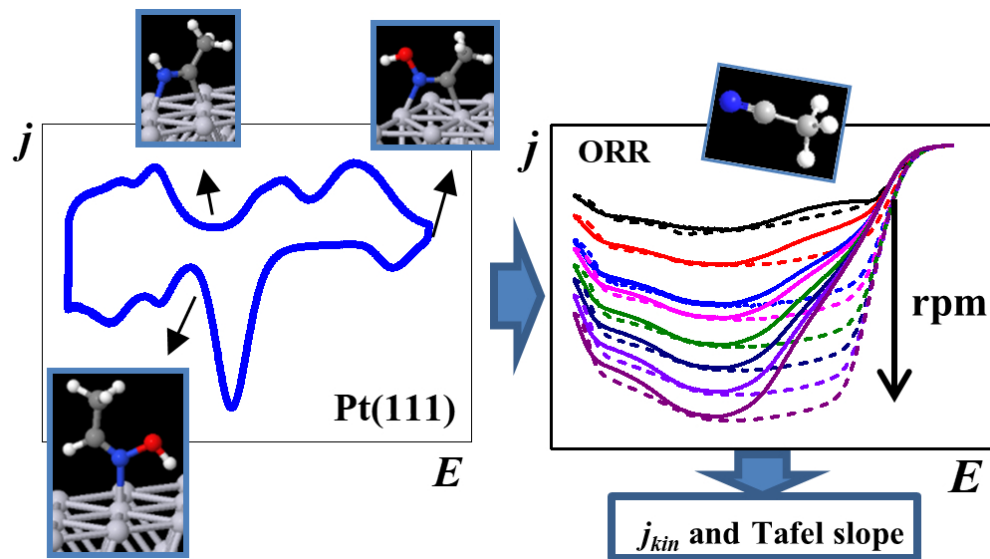 j
Pt(111)
E
j
ORR
rpm
E
j_kin and Tafel slope